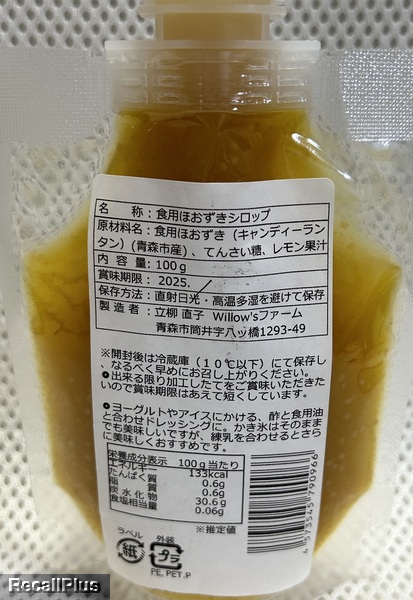 名　称：食用ほおずきシロップ
原材料名：食用ほおずき（キャンディーラン
タン）（青森市産）、てんさい糖、レモン果汁
内 容 量：100ｇ
賞味期限：2025.
保存方法：直射日光・高温多湿を避けて保存
製 造 者：立柳 直子 Willow'sファーム
青森市筒井字八ッ橋1293-49
※開封後は冷蔵庫（１０℃以下）にて保存し、
なるべく早めにお召し上がりください。
●出来る限り加工したてをご賞味いただきた
いので賞味期限はあえて短くしています。
●ヨーグルトやアイスにかける、酢と食用油
と合わせドレッシングに。かき氷はそのまま
でも美味しいですが、練乳を合わせるとさら
に美味しくおすすめです。
栄養成分表示 100ｇ当たり
エネルギー 133kcal
たんぱく質 0.6g
脂　質 0.6g
炭 水 化 物 30.6g
食塩相当量 0.06g
※推定値
4573545790966
ラベル 外装
紙 プラ
PE, PET,P
RecallPlus